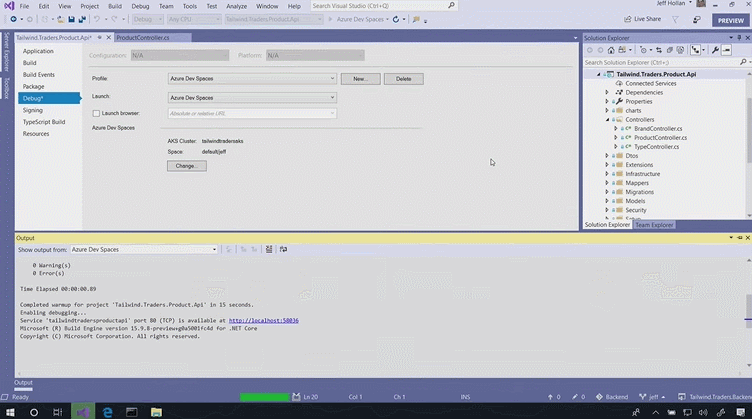 File Edit View Project Build Debug Team Tools Test Analyze Window Help Search Visual Studio (Ctrl+Q) Jeff Hollan
Debug Any CPU Tailwind.Traders.Product.Api Azure Dev Spaces Live Share PREVIEW
Server Explorer
Toolbox
Tailwind.Traders.Product.Api* ProductController.cs
Application
Build
Build Events
Package
Debug*
Signing
TypeScript Build
Resources
Configuration: N/A Platform: N/A
Profile: Azure Dev Spaces New... Delete
Launch: Azure Dev Spaces
Launch browser: Absolute or relative URL
Azure Dev Spaces
AKS Cluster: tailwindtradersaks
Space: default/jeff
Change...
Solution Explorer
Search Solution Explorer (Ctrl+;)
Tailwind.Traders.Product.Api
Connected Services
Dependencies
Properties
charts
Controllers
BrandController.cs
ProductController.cs
TypeController.cs
Dtos
Extensions
Infrastructure
Mappers
Migrations
Models
Security
Solution Explorer Team Explorer
Output
Show output from: Azure Dev Spaces
0 Warning(s)
0 Error(s)
Time Elapsed 00:00:00.89
Completed warmup for project 'Tailwind.Traders.Product.Api' in 15 seconds.
Enabling debugging...
Service 'tailwindtradersproductapi' port 80 (TCP) is available at http://localhost:58036
Microsoft (R) Build Engine version 15.9.8-preview+g0a5001fc4d for .NET Core
Copyright (C) Microsoft Corporation. All rights reserved.
Output
Ready Ln 20 Col 1 Ch 1 INS 0 0 Backend jeff Tailwind.Traders.Backend